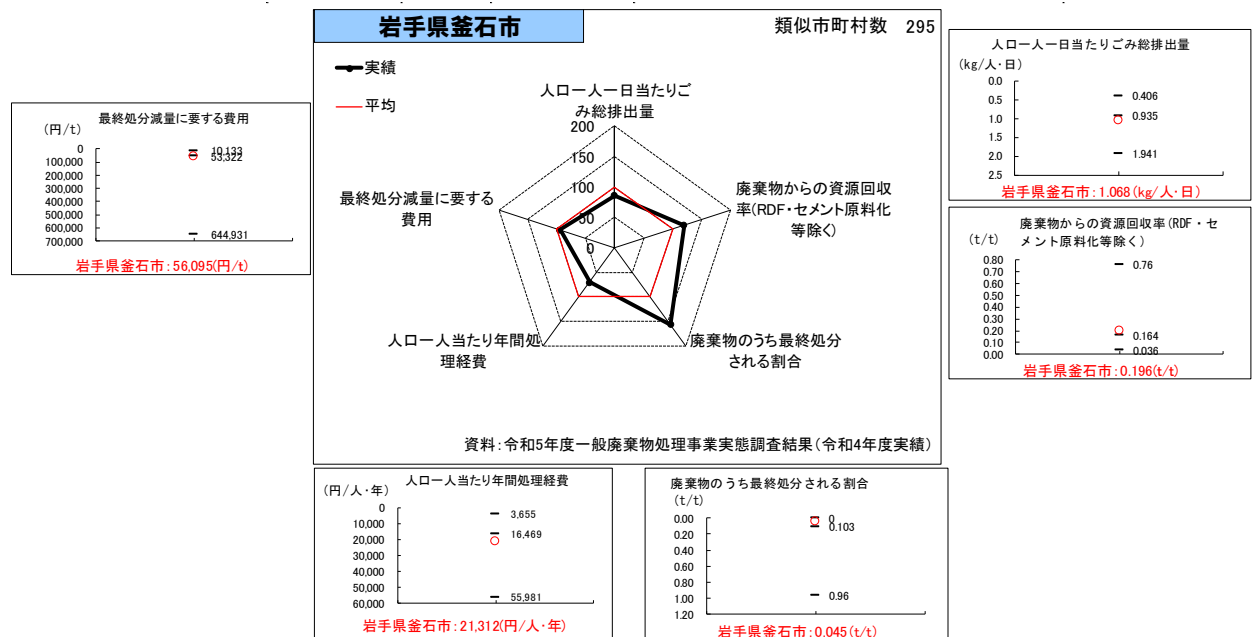 岩手県釜石市
類似市町村数 295
実績
平均
人口一人一日当たりご
み総排出量
廃棄物からの資源回収
率(RDF・セメント原料化
等除く)
廃棄物のうち最終処分
される割合
人口一人当たり年間処
理経費
最終処分減量に要する
費用
200
150
100
50
0
資料:令和5年度一般廃棄物処理事業実態調査結果(令和4年度実績)
最終処分減量に要する費用
(円/t)
0
100,000
200,000
300,000
400,000
500,000
600,000
700,000
10,133
53,322
644,931
岩手県釜石市:56,095(円/t)
人口一人一日当たりごみ総排出量
(kg/人・日)
0.0
0.5
1.0
1.5
2.0
2.5
0.406
0.935
1.941
岩手県釜石市:1.068(kg/人・日)
廃棄物からの資源回収率(RDF・セ
メント原料化等除く)
(t/t)
0.80
0.70
0.60
0.50
0.40
0.30
0.20
0.10
0.00
0.76
0.164
0.036
岩手県釜石市:0.196(t/t)
人口一人当たり年間処理経費
(円/人・年)
0
10,000
20,000
30,000
40,000
50,000
60,000
3,655
16,469
55,981
岩手県釜石市:21,312(円/人・年)
廃棄物のうち最終処分される割合
(t/t)
0.00
0.20
0.40
0.60
0.80
1.00
1.20
0
0.103
0.96
岩手県釜石市:0.045(t/t)